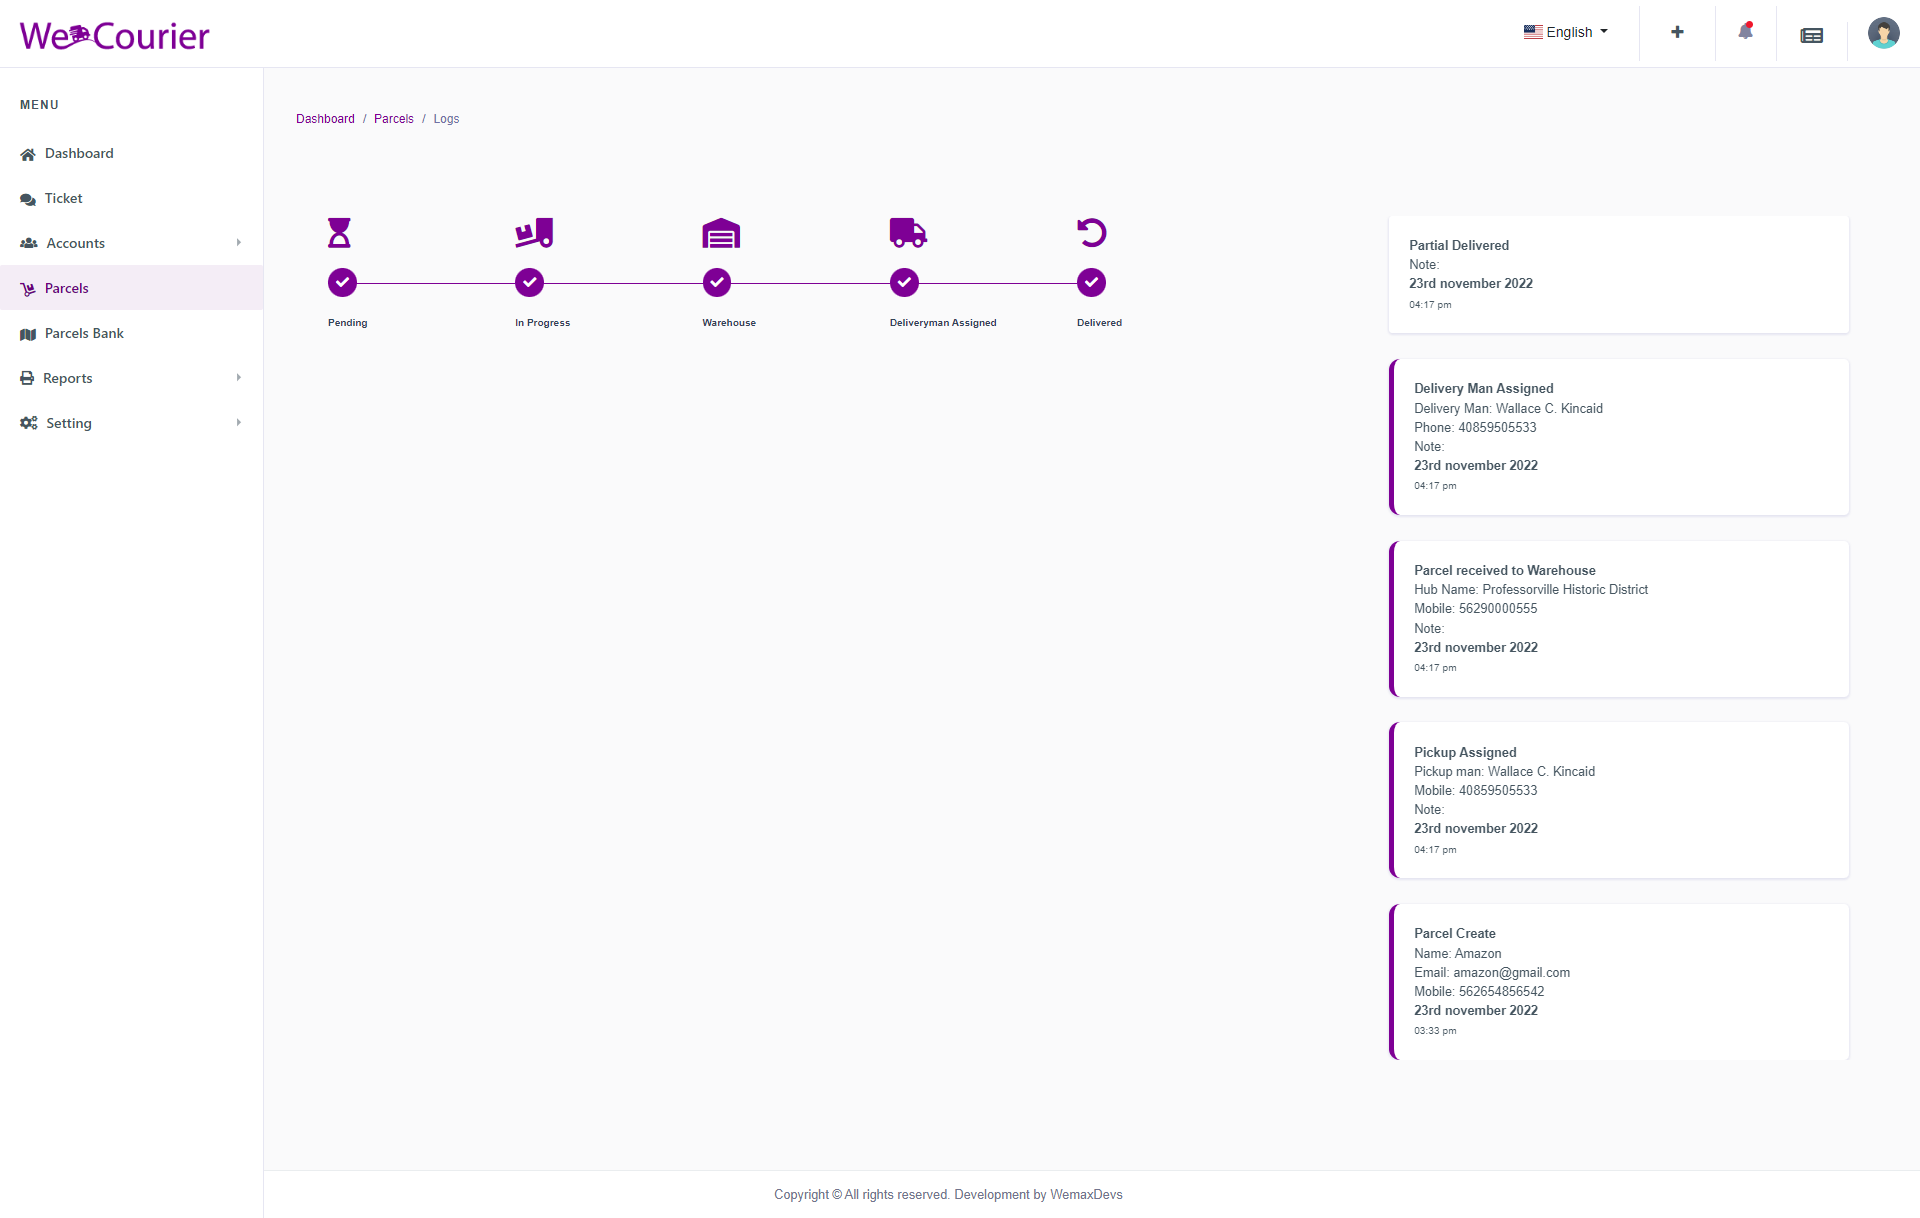 We Courier
English
MENU
Dashboard
Ticket
Accounts
Parcels
Parcels Bank
Reports
Setting
Dashboard / Parcels / Logs
Pending
In Progress
Warehouse
Deliveryman Assigned
Delivered
Partial Delivered
Note:
23rd november 2022
04:17 pm
Delivery Man Assigned
Delivery Man: Wallace C. Kincaid
Phone: 40859505533
Note:
23rd november 2022
04:17 pm
Parcel received to Warehouse
Hub Name: Professorville Historic District
Mobile: 56290000555
Note:
23rd november 2022
04:17 pm
Pickup Assigned
Pickup man: Wallace C. Kincaid
Mobile: 40859505533
Note:
23rd november 2022
04:17 pm
Parcel Create
Name: Amazon
Email: amazon@gmail.com
Mobile: 562654856542
23rd november 2022
03:33 pm
Copyright © All rights reserved. Development by WemaxDevs